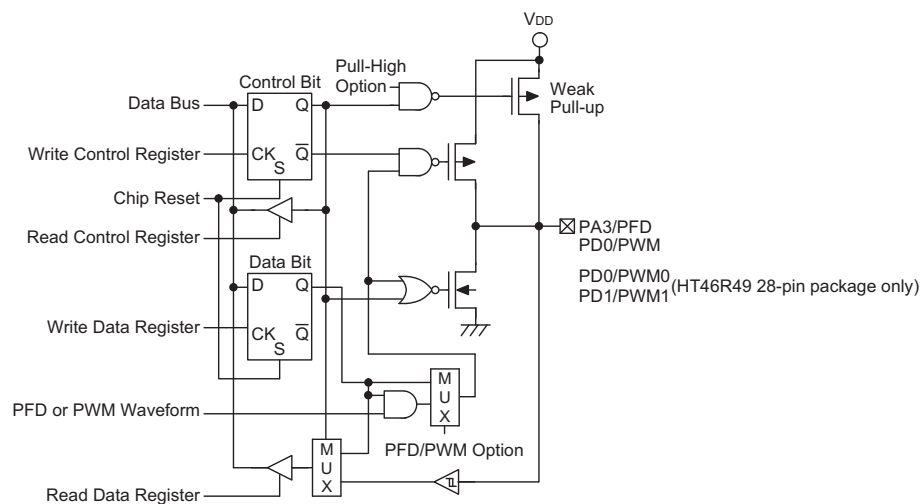 VDD
Pull-High
Option
Control Bit
Weak
Pull-up
Data Bus
D
Q
Write Control Register
CK
Q
S
Chip Reset
Read Control Register
PA3/PFD
PD0/PWM
Data Bit
D
Q
PD0/PWM0
PD1/PWM1
(HT46R49 28-pin package only)
Write Data Register
CK
Q
S
M
U
X
PFD or PWM Waveform
PFD/PWM Option
M
U
X
Read Data Register